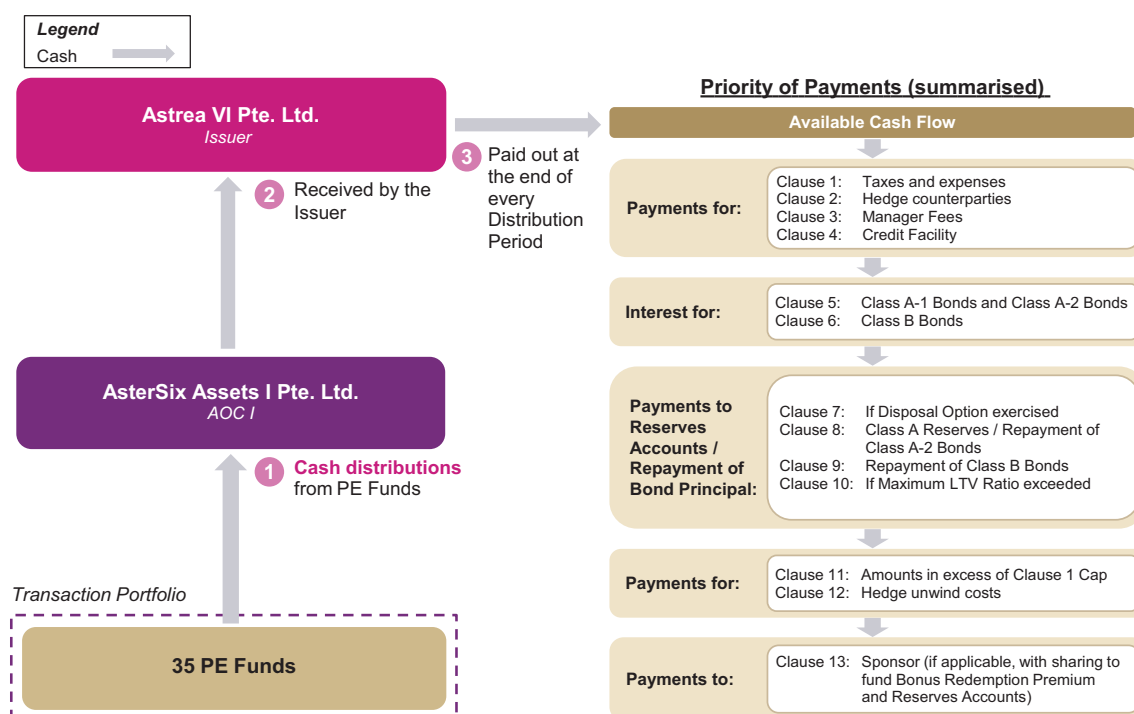 Legend
Cash
Astrea VI Pte. Ltd.
Issuer
2 Received by the
Issuer
3 Paid out at
the end of
every
Distribution
Period
AsterSix Assets I Pte. Ltd.
AOC I
1 Cash distributions
from PE Funds
Transaction Portfolio
35 PE Funds
Priority of Payments (summarised)
Available Cash Flow
Payments for:
Clause 1: Taxes and expenses
Clause 2: Hedge counterparties
Clause 3: Manager Fees
Clause 4: Credit Facility
Interest for:
Clause 5: Class A-1 Bonds and Class A-2 Bonds
Clause 6: Class B Bonds
Payments to
Reserves
Accounts /
Repayment of
Bond Principal:
Clause 7: If Disposal Option exercised
Clause 8: Class A Reserves / Repayment of
Class A-2 Bonds
Clause 9: Repayment of Class B Bonds
Clause 10: If Maximum LTV Ratio exceeded
Payments for:
Clause 11: Amounts in excess of Clause 1 Cap
Clause 12: Hedge unwind costs
Payments to:
Clause 13: Sponsor (if applicable, with sharing to
fund Bonus Redemption Premium
and Reserves Accounts)